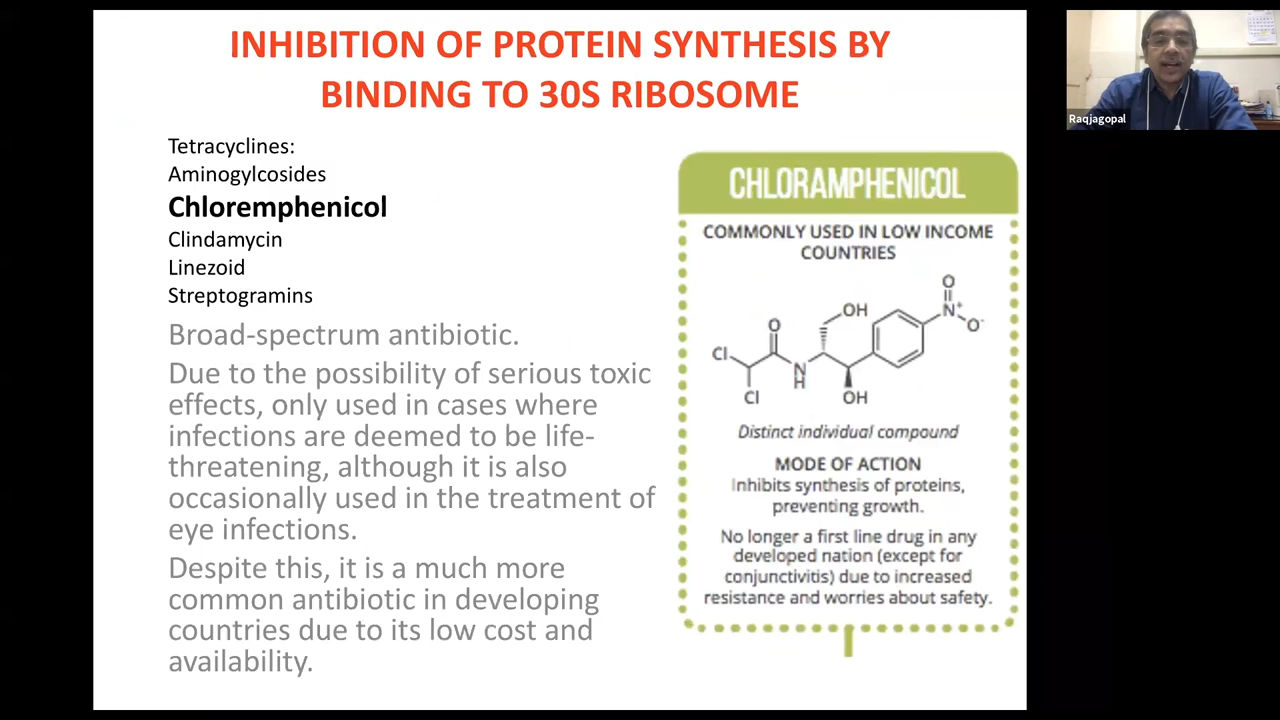 INHIBITION OF PROTEIN SYNTHESIS BY
BINDING TO 30S RIBOSOME
Tetracyclines:
Aminogylcosides
Chloremphenicol
Clindamycin
Linezoid
Streptogramins
Broad-spectrum antibiotic.
Due to the possibility of serious toxic
effects, only used in cases where
infections are deemed to be life-
threatening, although it is also
occasionally used in the treatment of
eye infections.
Despite this, it is a much more
common antibiotic in developing
countries due to its low cost and
availability.
CHLORAMPHENICOL
COMMONLY USED IN LOW INCOME
COUNTRIES
O
OH
N+
O-
O
Cl
N
H
Cl
OH
Distinct individual compound
MODE OF ACTION
Inhibits synthesis of proteins,
preventing growth.
No longer a first line drug in any
developed nation (except for
conjunctivitis) due to increased
resistance and worries about safety.
Raqjagopal